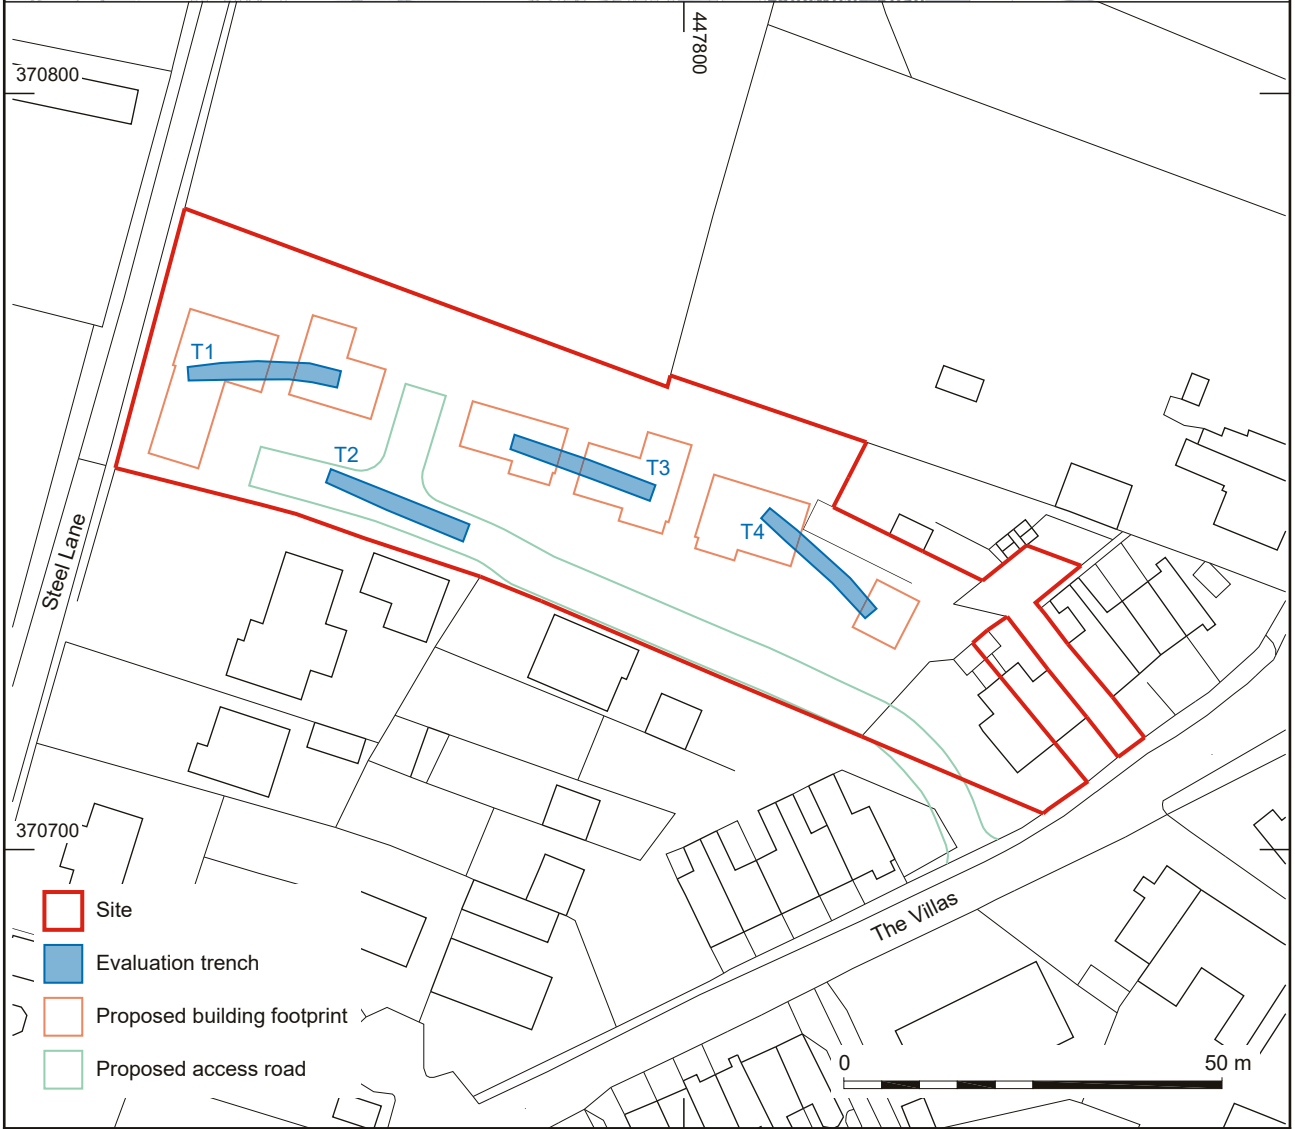 447800
370800
T1
T2
T3
T4
Steel Lane
370700
The Villas
Site
Evaluation trench
Proposed building footprint
Proposed access road
0
50 m